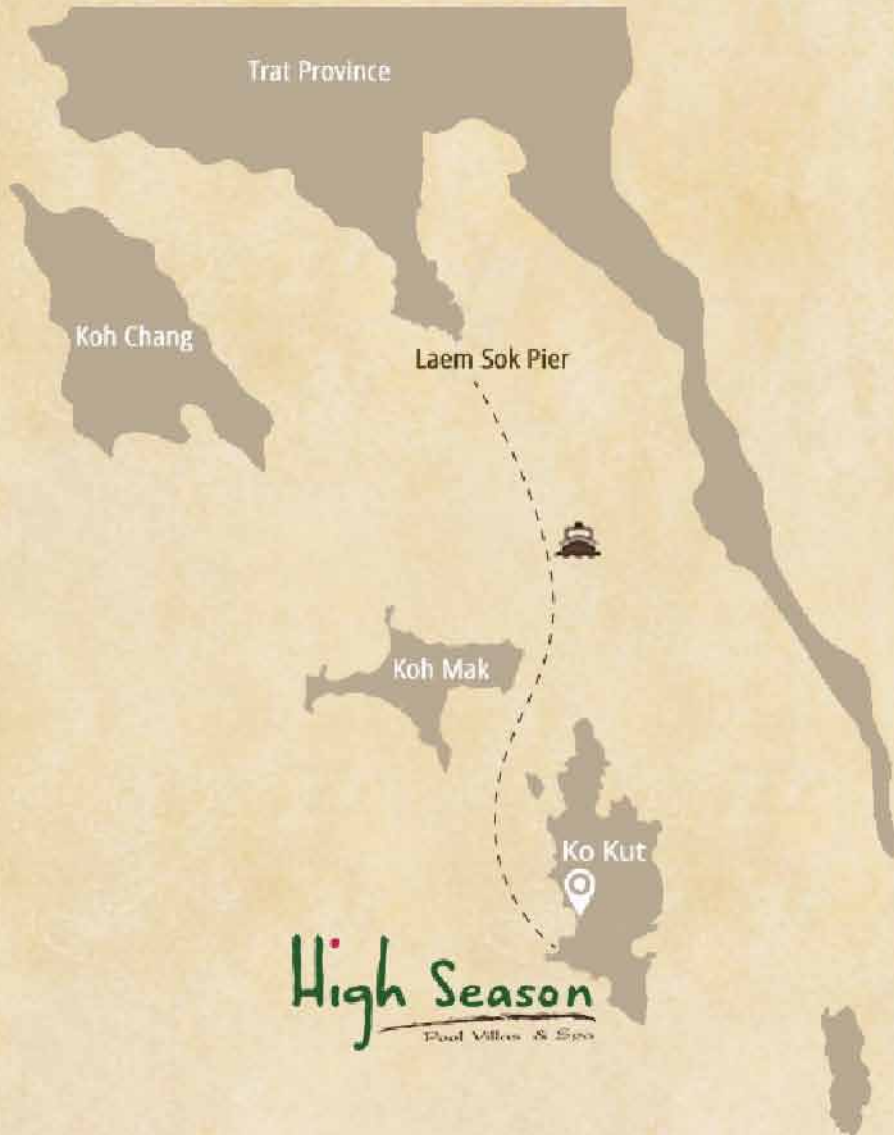 Trat Province
Koh Chang
Laem Sok Pier
Koh Mak
Ko Kut
High Season
Pool Villas & Spa